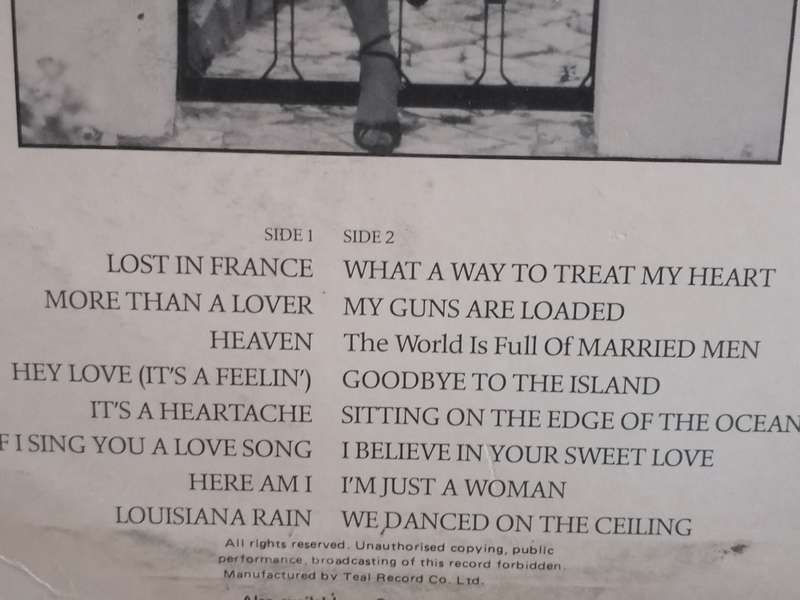 SIDE 1
LOST IN FRANCE
MORE THAN A LOVER
HEAVEN
HEY LOVE (IT'S A FEELIN')
IT'S A HEARTACHE
F I SING YOU A LOVE SONG
HERE AM I
LOUISIANA RAIN
SIDE 2
WHAT A WAY TO TREAT MY HEART
MY GUNS ARE LOADED
The World Is Full Of MARRIED MEN
GOODBYE TO THE ISLAND
SITTING ON THE EDGE OF THE OCEAN
I BELIEVE IN YOUR SWEET LOVE
I'M JUST A WOMAN
WE DANCED ON THE CEILING
All rights reserved. Unauthorised copying, public
performance, broadcasting of this record forbidden.
Manufactured by Teal Record Co. Ltd.